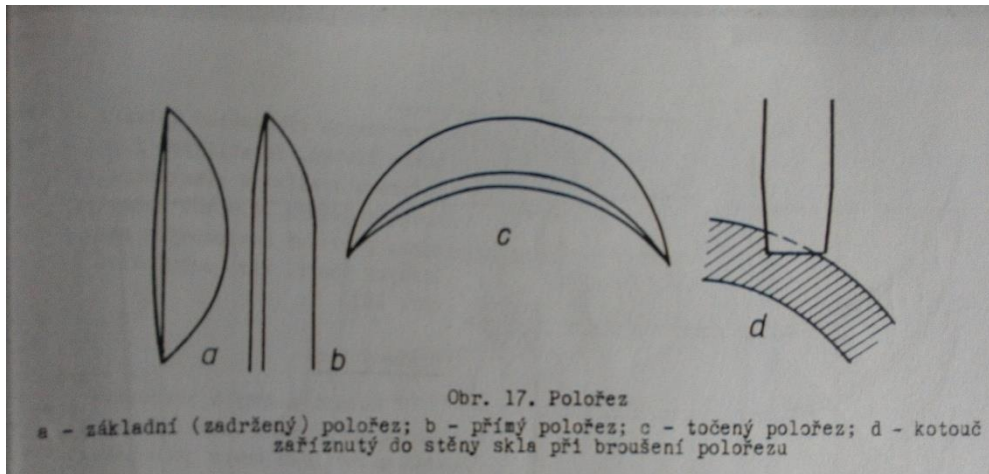 a
b
c
d
Obr. 17. Polořez
a - základní (zadržený) polořez; b - přímý polořez; c - točený polořez; d - kotouč
zaříznutý do stěny skla při broušení polořezu